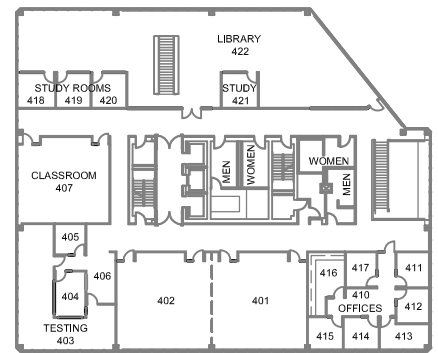 LIBRARY
422
STUDY ROOMS
418 419 420
STUDY
421
MEN
WOMEN
WOMEN
MEN
CLASSROOM
407
405
406
404
TESTING
403
402
401
416
417
411
410
OFFICES
412
415
414
413